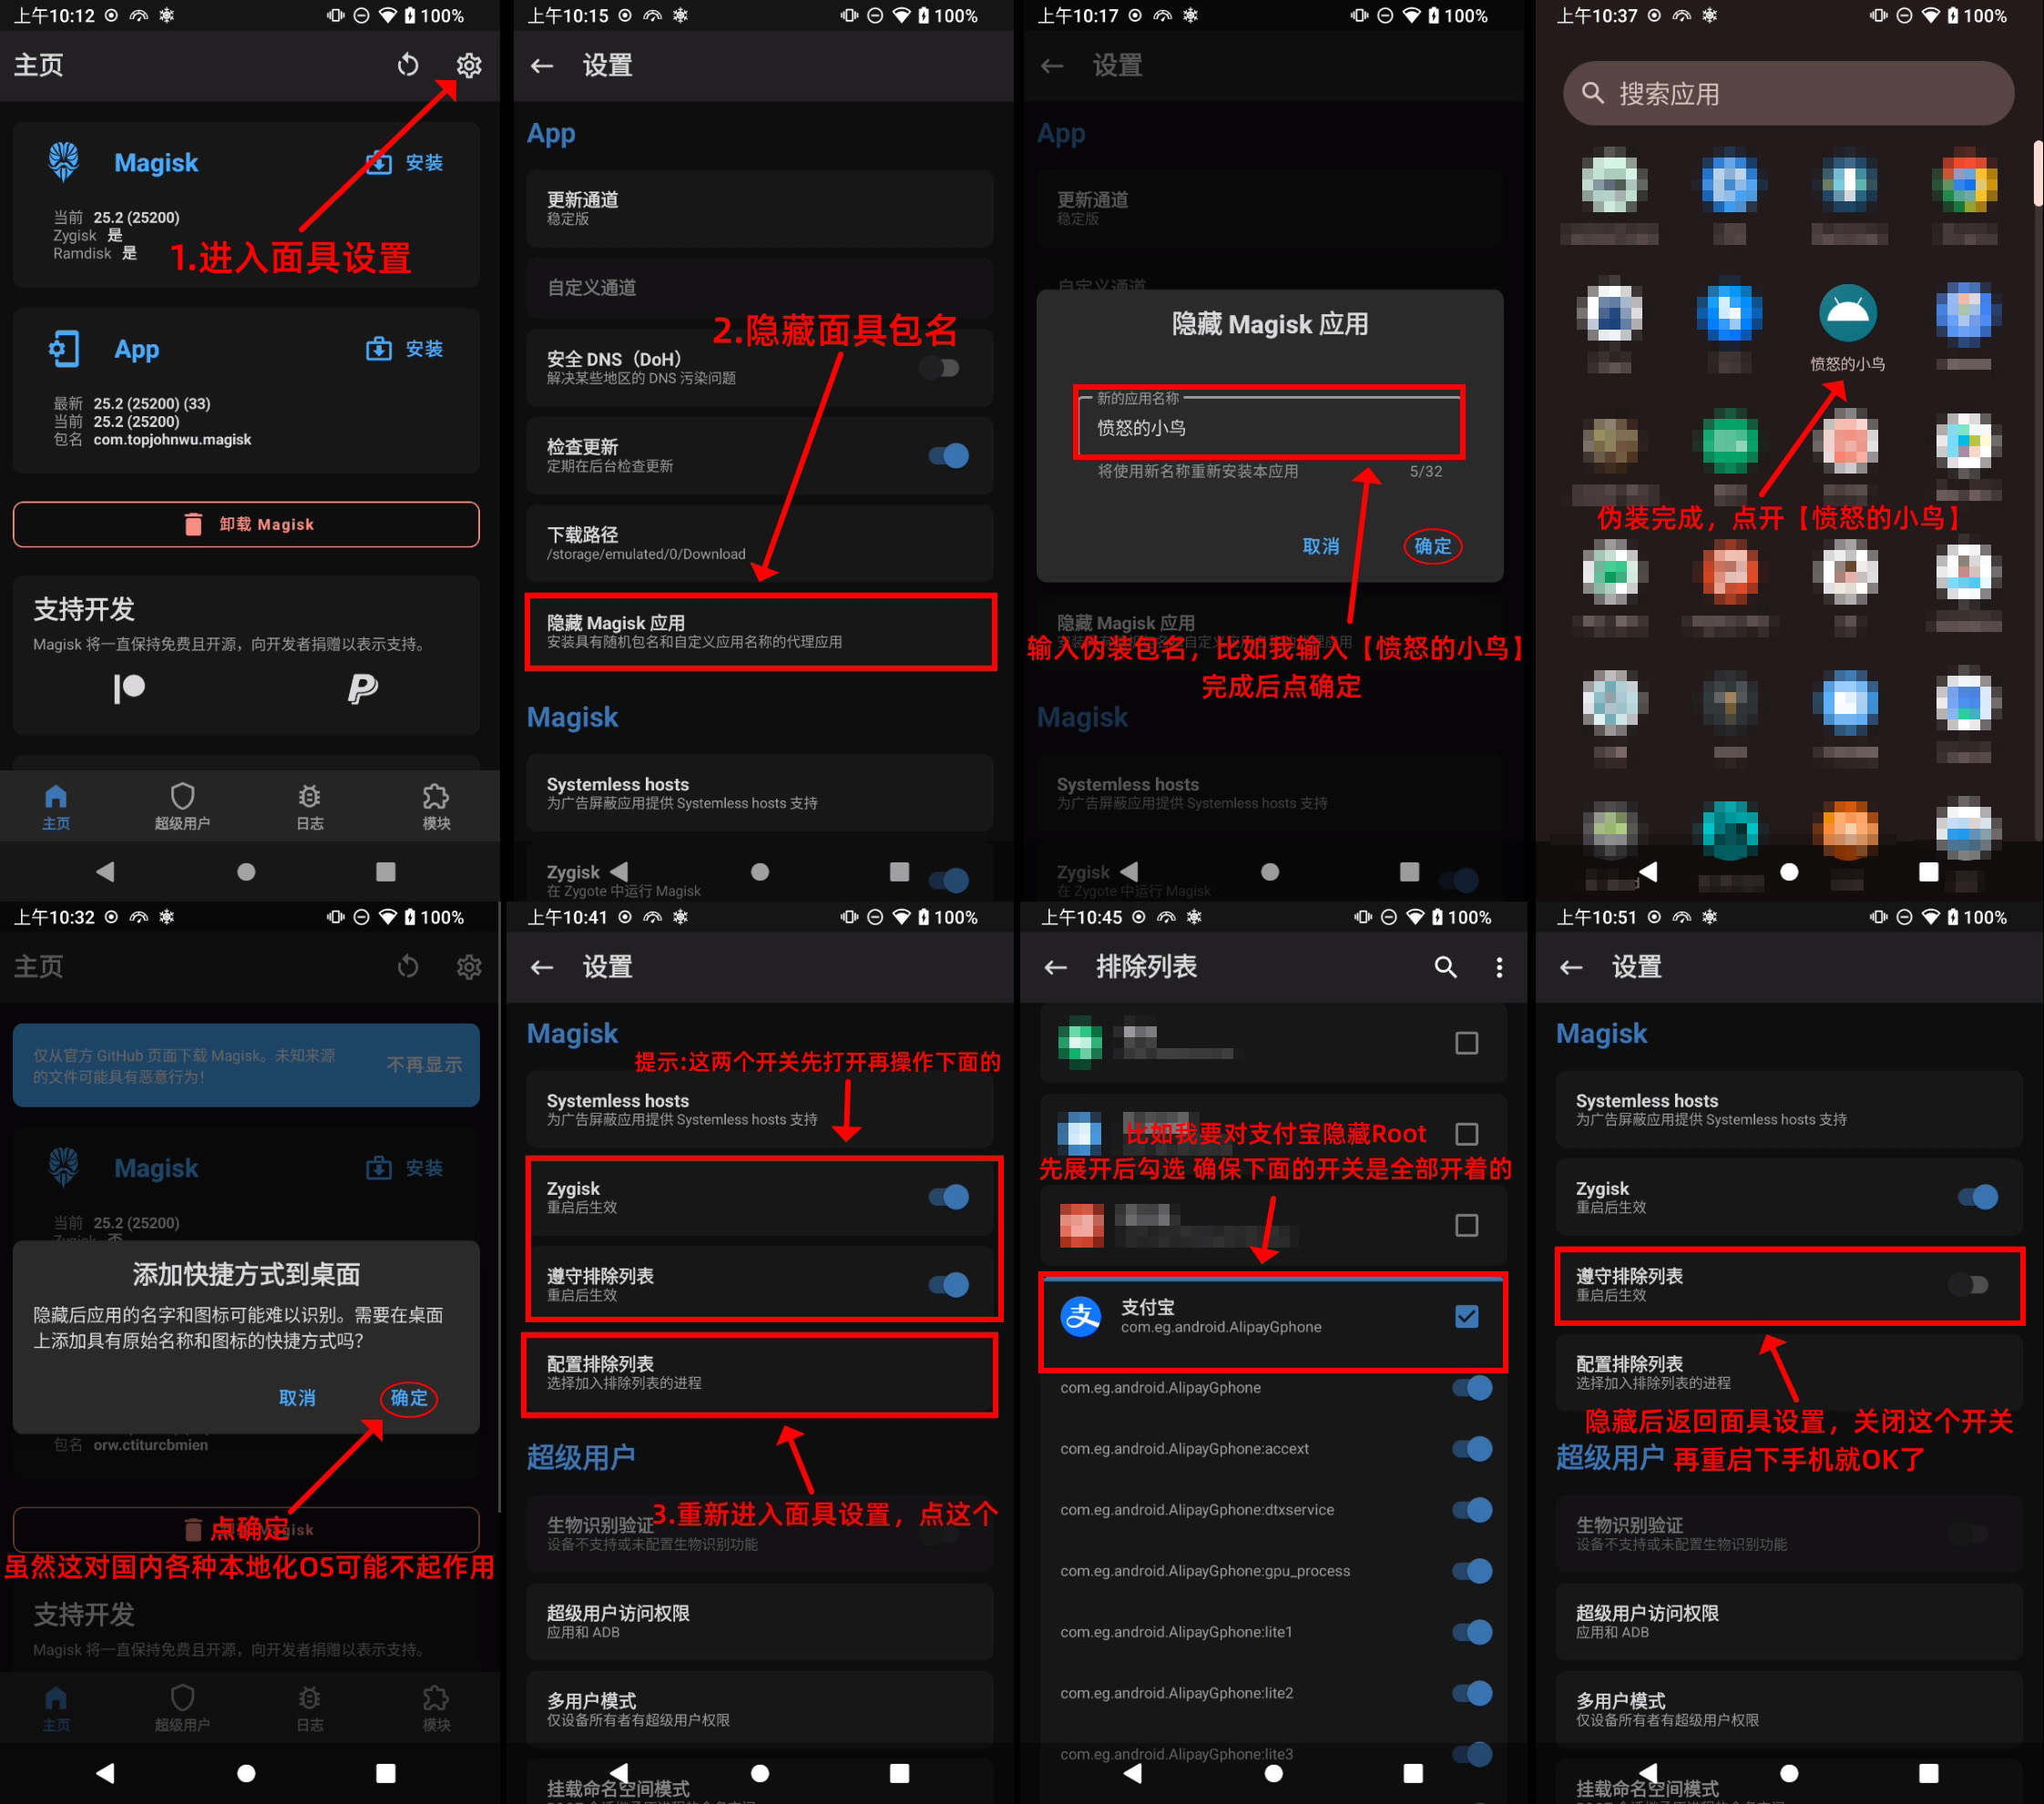 上午10:12
100%
主页
Magisk
安装
当前 25.2 (25200)
Zygisk 是
Ramdisk 是
1.进入面具设置
App
安装
最新 25.2 (25200) (33)
当前 25.2 (25200)
包名 com.topjohnwu.magisk
卸载 Magisk
支持开发
Magisk 将一直保持免费且开源，向开发者捐赠以表示支持。
主页
超级用户
日志
模块
上午10:15
100%
设置
App
更新通道
稳定版
自定义通道
2.隐藏面具包名
安全 DNS（DoH）
解决某些地区的 DNS 污染问题
检查更新
定期在后台检查更新
下载路径
/storage/emulated/0/Download
隐藏 Magisk 应用
安装具有随机包名和自定义应用名称的代理应用
Magisk
Systemless hosts
为广告屏蔽应用提供 Systemless hosts 支持
Zygisk
在 Zygote 中运行 Magisk
上午10:17
100%
设置
App
更新通道
稳定版
自定义通道
隐藏 Magisk 应用
新的应用名称
愤怒的小鸟
将使用新名称重新安装本应用
5/32
取消
确定
隐藏 Magisk 应用
输入伪装包名，比如我输入【愤怒的小鸟】
完成后点确定
Magisk
Systemless hosts
为广告屏蔽应用提供 Systemless hosts 支持
Zygisk
在 Zygote 中运行 Magisk
上午10:37
100%
搜索应用
愤怒的小鸟
伪装完成，点开【愤怒的小鸟】
上午10:32
100%
主页
仅从官方 GitHub 页面下载 Magisk。未知来源
的文件可能具有恶意行为！
不再显示
Magisk
安装
当前 25.2 (25200)
Zygisk 否
添加快捷方式到桌面
隐藏后应用的名字和图标可能难以识别。需要在桌面
上添加具有原始名称和图标的快捷方式吗？
取消
确定
包名 orw.ctiturcbmien
点确定
虽然这对国内各种本地化OS可能不起作用
支持开发
Magisk 将一直保持免费且开源，向开发者捐赠以表示支持。
主页
超级用户
日志
模块
上午10:41
100%
设置
Magisk
提示:这两个开关先打开再操作下面的
Systemless hosts
为广告屏蔽应用提供 Systemless hosts 支持
Zygisk
重启后生效
遵守排除列表
重启后生效
配置排除列表
选择加入排除列表的进程
超级用户
3.重新进入面具设置，点这个
生物识别验证
设备不支持或未配置生物识别功能
超级用户访问权限
应用和 ADB
多用户模式
仅设备所有者有超级用户权限
挂载命名空间模式
上午10:45
100%
排除列表
比如我要对支付宝隐藏Root
先展开后勾选 确保下面的开关是全部开着的
支付宝
com.eg.android.AlipayGphone
com.eg.android.AlipayGphone
com.eg.android.AlipayGphone:accext
com.eg.android.AlipayGphone:dtxservice
com.eg.android.AlipayGphone:gpu_process
com.eg.android.AlipayGphone:lite1
com.eg.android.AlipayGphone:lite2
com.eg.android.AlipayGphone:lite3
上午10:51
100%
设置
Magisk
Systemless hosts
为广告屏蔽应用提供 Systemless hosts 支持
Zygisk
重启后生效
遵守排除列表
重启后生效
配置排除列表
选择加入排除列表的进程
隐藏后返回面具设置，关闭这个开关
超级用户
再重启下手机就OK了
生物识别验证
设备不支持或未配置生物识别功能
超级用户访问权限
应用和 ADB
多用户模式
仅设备所有者有超级用户权限
挂载命名空间模式